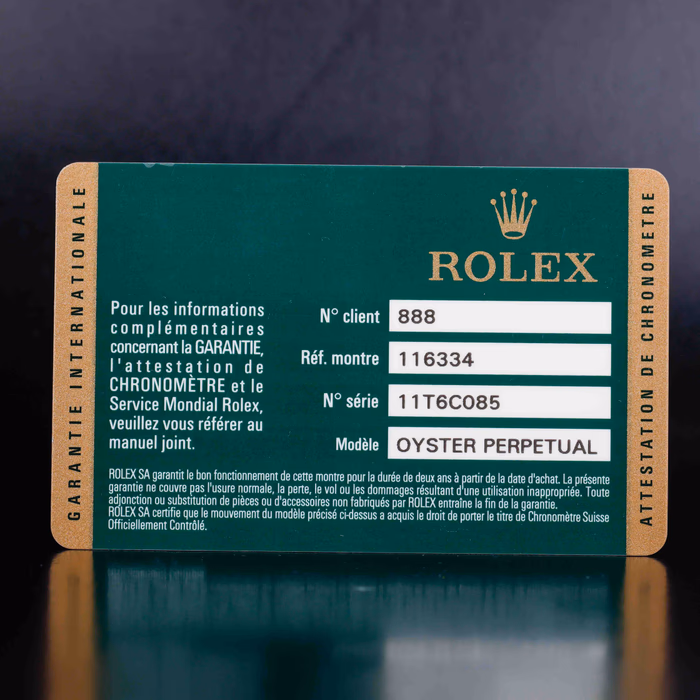 GARANTIE INTERNATIONALE
ROLEX
Pour les informations
complémentaires
concernant la GARANTIE,
l'attestation de
CHRONOMÈTRE et le
Service Mondial Rolex,
veuillez vous référer au
manuel joint.
N° client 888
Réf. montre 116334
N° série 11T6C085
Modèle OYSTER PERPETUAL
ROLEX SA garantit le bon fonctionnement de cette montre pour la durée de deux ans à partir de la date d'achat. La présente
garantie ne couvre pas l'usure normale, la perte, le vol ou les dommages résultant d'une utilisation inappropriée. Toute
adjonction ou substitution de pièces ou d'accessoires non fabriqués par ROLEX entraîne la fin de la garantie.
ROLEX SA certifie que le mouvement du modèle précisé ci-dessus a acquis le droit de porter le titre de Chronomètre Suisse
Officiellement Contrôlé.
ATTESTATION DE CHRONOMETRE